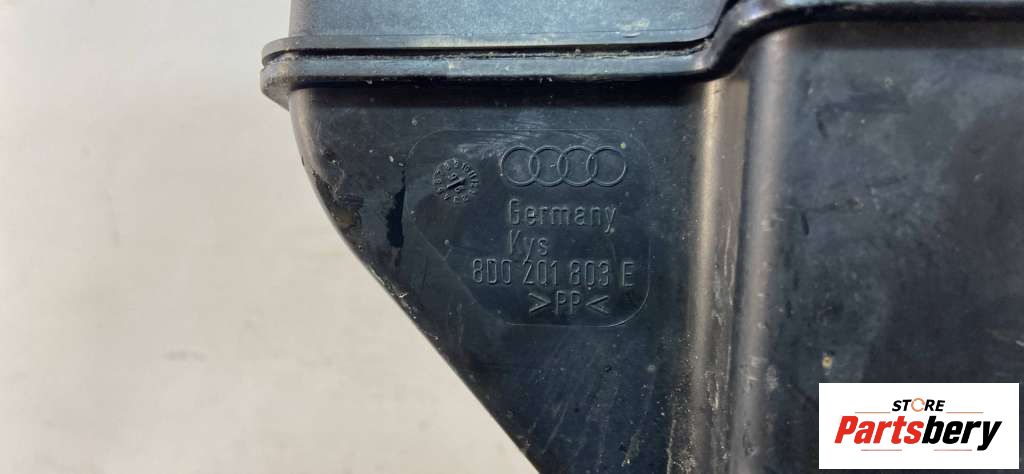 Germany
Kys
8D0 201 803 E
>PP<
STORE
Partsbery